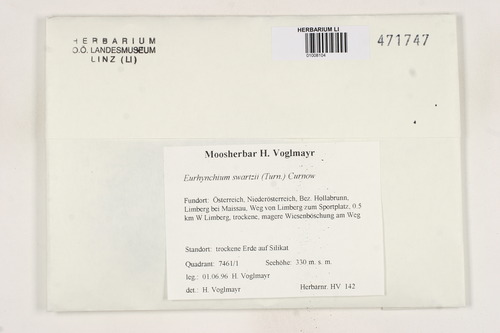 HERBARIUM
O.Ö. LANDESMUSEUM
LINZ (LI)
HERBARIUM LI
01008104
471747
Moosherbar H. Voglmayr
Eurhynchium swartzii (Turn.) Curnow
Fundort: Österreich, Niederösterreich, Bez. Hollabrunn,
Limberg bei Maissau, Weg von Limberg zum Sportplatz, 0.5
km W Limberg, trockene, magere Wiesenböschung am Weg
Standort: trockene Erde auf Silikat
Quadrant: 7461/1 Seehöhe: 330 m. s. m.
leg.: 01.06.96 H. Voglmayr
det.: H. Voglmayr Herbarnr. HV 142